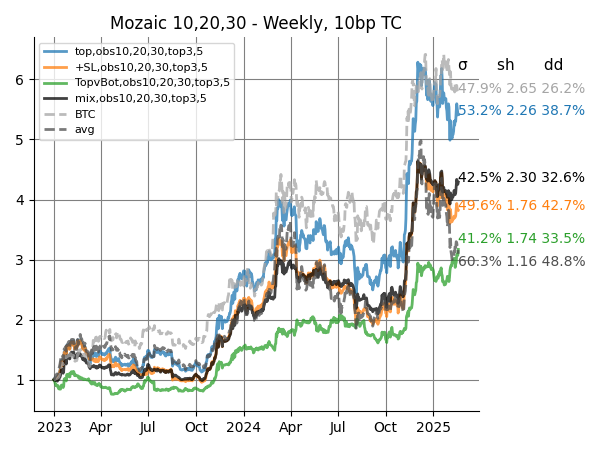 Mozaic 10,20,30 - Weekly, 10bp TC
top,obs10,20,30,top3,5
+SL,obs10,20,30,top3,5
TopvBot,obs10,20,30,top3,5
mix,obs10,20,30,top3,5
BTC
avg
σ sh dd
47.9% 2.65 26.2%
53.2% 2.26 38.7%
42.5% 2.30 32.6%
49.6% 1.76 42.7%
41.2% 1.74 33.5%
60.3% 1.16 48.8%
6
5
4
3
2
1
2023 Apr Jul Oct 2024 Apr Jul Oct 2025